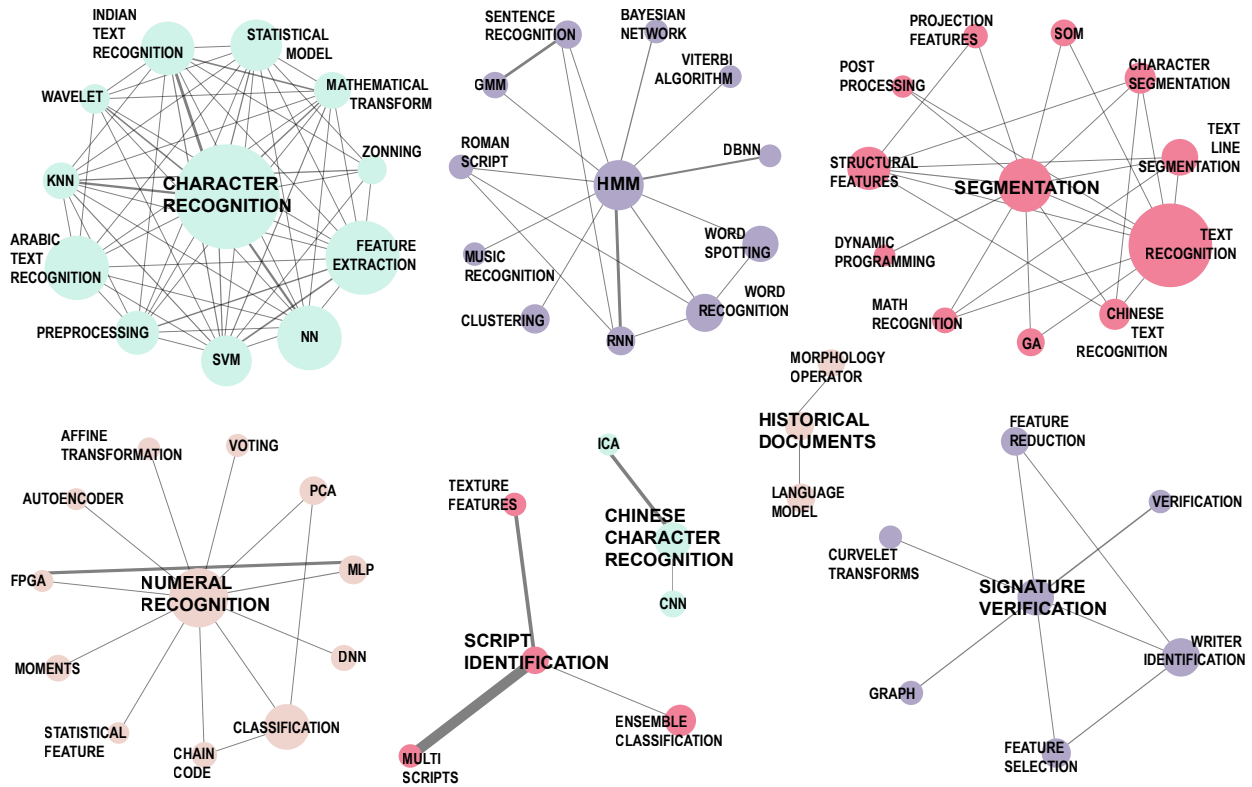 INDIAN
TEXT
RECOGNITION
STATISTICAL
MODEL
WAVELET
MATHEMATICAL
TRANSFORM
ZONNING
KNN
CHARACTER
RECOGNITION
ARABIC
TEXT
RECOGNITION
FEATURE
EXTRACTION
PREPROCESSING
SVM
NN
SENTENCE
RECOGNITION
BAYESIAN
NETWORK
VITERBI
ALGORITHM
GMM
ROMAN
SCRIPT
DBNN
HMM
MUSIC
RECOGNITION
WORD
SPOTTING
CLUSTERING
RNN
WORD
RECOGNITION
PROJECTION
FEATURES
SOM
POST
PROCESSING
CHARACTER
SEGMENTATION
TEXT
LINE
SEGMENTATION
STRUCTURAL
FEATURES
SEGMENTATION
TEXT
RECOGNITION
DYNAMIC
PROGRAMMING
MATH
RECOGNITION
GA
CHINESE
TEXT
RECOGNITION
MORPHOLOGY
OPERATOR
HISTORICAL
DOCUMENTS
LANGUAGE
MODEL
AFFINE
TRANSFORMATION
VOTING
AUTOENCODER
PCA
FPGA
MLP
NUMERAL
RECOGNITION
MOMENTS
DNN
STATISTICAL
FEATURE
CHAIN
CODE
CLASSIFICATION
TEXTURE
FEATURES
SCRIPT
IDENTIFICATION
MULTI
SCRIPTS
ENSEMBLE
CLASSIFICATION
ICA
CHINESE
CHARACTER
RECOGNITION
CNN
FEATURE
REDUCTION
VERIFICATION
CURVELET
TRANSFORMS
SIGNATURE
VERIFICATION
WRITER
IDENTIFICATION
GRAPH
FEATURE
SELECTION